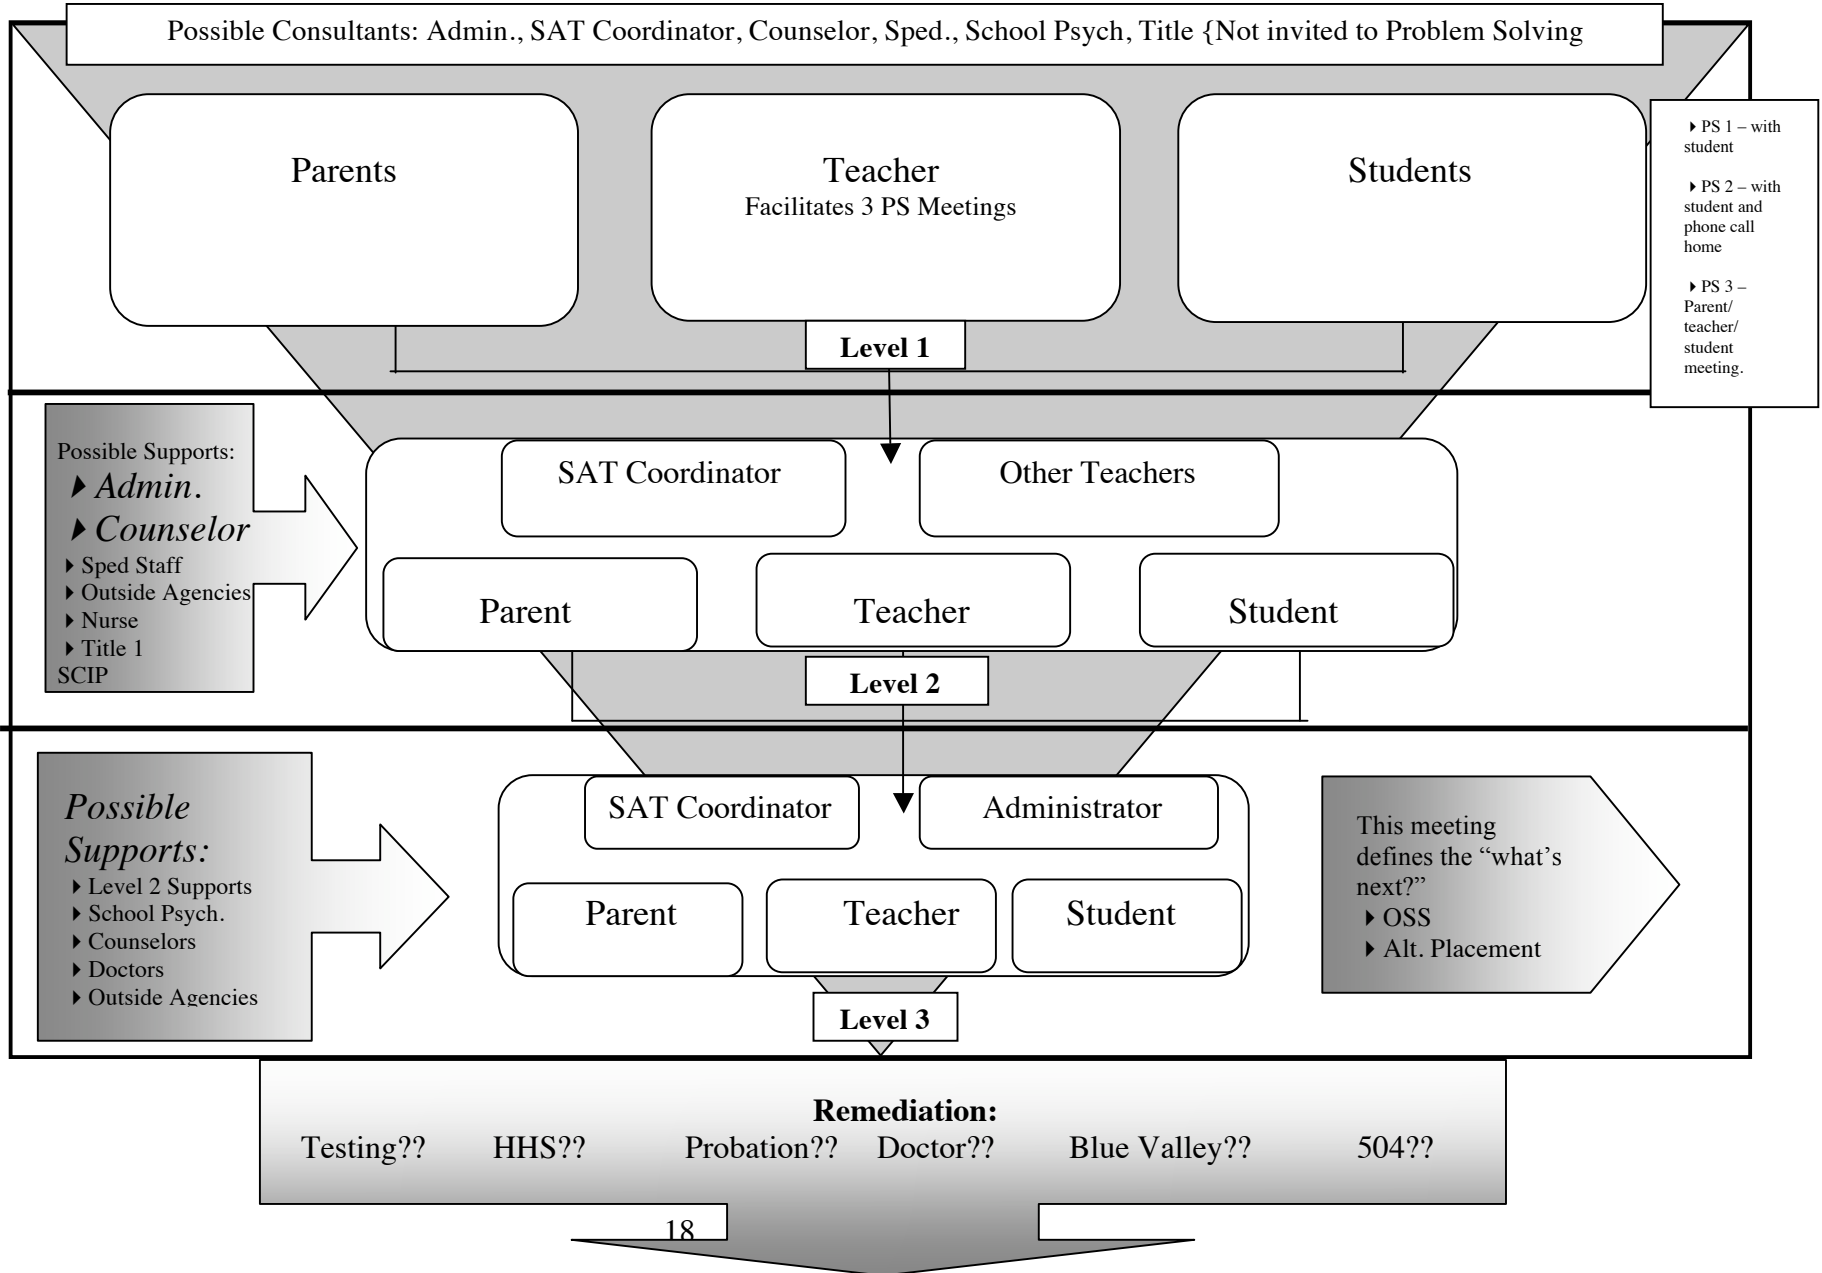 Possible Consultants: Admin., SAT Coordinator, Counselor, Sped., School Psych, Title {Not invited to Problem Solving
Parents
Teacher
Facilitates 3 PS Meetings
Students
PS 1 – with
student
PS 2 – with
student and
phone call
home
PS 3 –
Parent/
teacher/
student
meeting.
Level 1
Possible Supports:
Admin.
Counselor
Sped Staff
Outside Agencies
Nurse
Title 1
SCIP
SAT Coordinator
Other Teachers
Parent
Teacher
Student
Level 2
Possible
Supports:
Level 2 Supports
School Psych.
Counselors
Doctors
Outside Agencies
SAT Coordinator
Administrator
Parent
Teacher
Student
This meeting
defines the “what’s
next?”
OSS
Alt. Placement
Level 3
Remediation:
Testing?? HHS?? Probation?? Doctor?? Blue Valley?? 504??
18